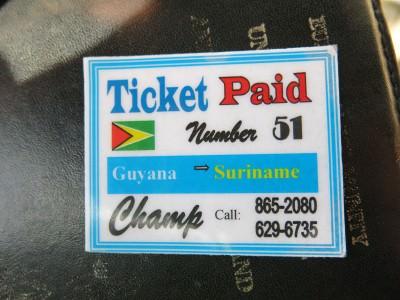 Ticket Paid
Number 51
Guyana → Suriname
Champ Call: 865-2080
629-6735